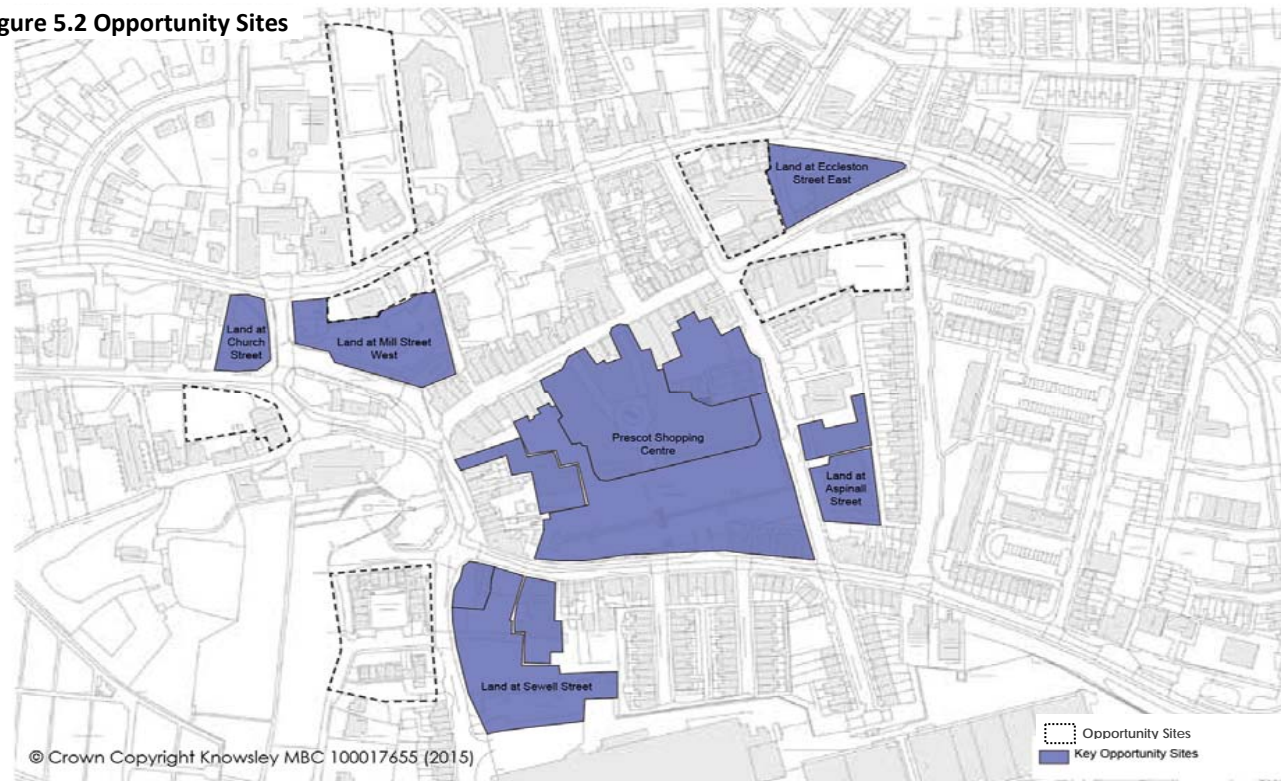 gure 5.2 Opportunity Sites
Land at Eccleston
Street East
Land at
Church
Street
Land at Mill Street
West
Prescot Shopping
Centre
Land at
Aspinall
Street
Land at Sewell Street
Opportunity Sites
Key Opportunity Sites
© Crown Copyright Knowsley MBC 100017655 (2015)